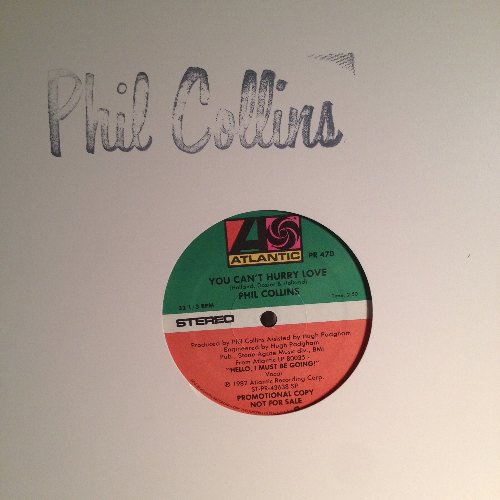 Phil Collins
ATLANTIC
PR 470
YOU CAN'T HURRY LOVE
(Holland, Dozier & Holland)
PHIL COLLINS
33 1/3 RPM
Time: 2:50
STEREO
Produced by Phil Collins Assisted by Hugh Padgham
Engineered by Hugh Padgham
Pub., Stone Agate Music div., BMI
From Atlantic LP 80035
"HELLO, I MUST BE GOING!"
Vocal
℗ 1982 Atlantic Recording Corp.
ST-PR-43638 SP
PROMOTIONAL COPY
NOT FOR SALE